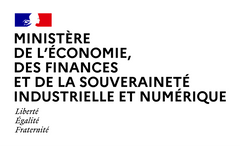 MINISTÈRE
DE L'ÉCONOMIE,
DES FINANCES
ET DE LA SOUVERAINETÉ
INDUSTRIELLE ET NUMÉRIQUE
Liberté
Égalité
Fraternité